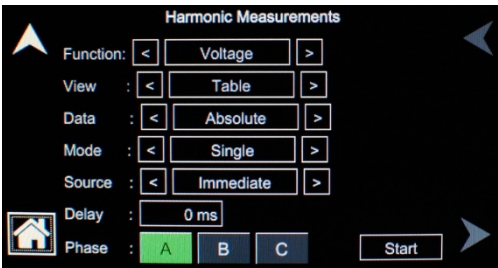 Harmonic Measurements
Function: < Voltage >
View : < Table >
Data : < Absolute >
Mode : < Single >
Source : < Immediate >
Delay : 0 ms
Phase : A B C Start